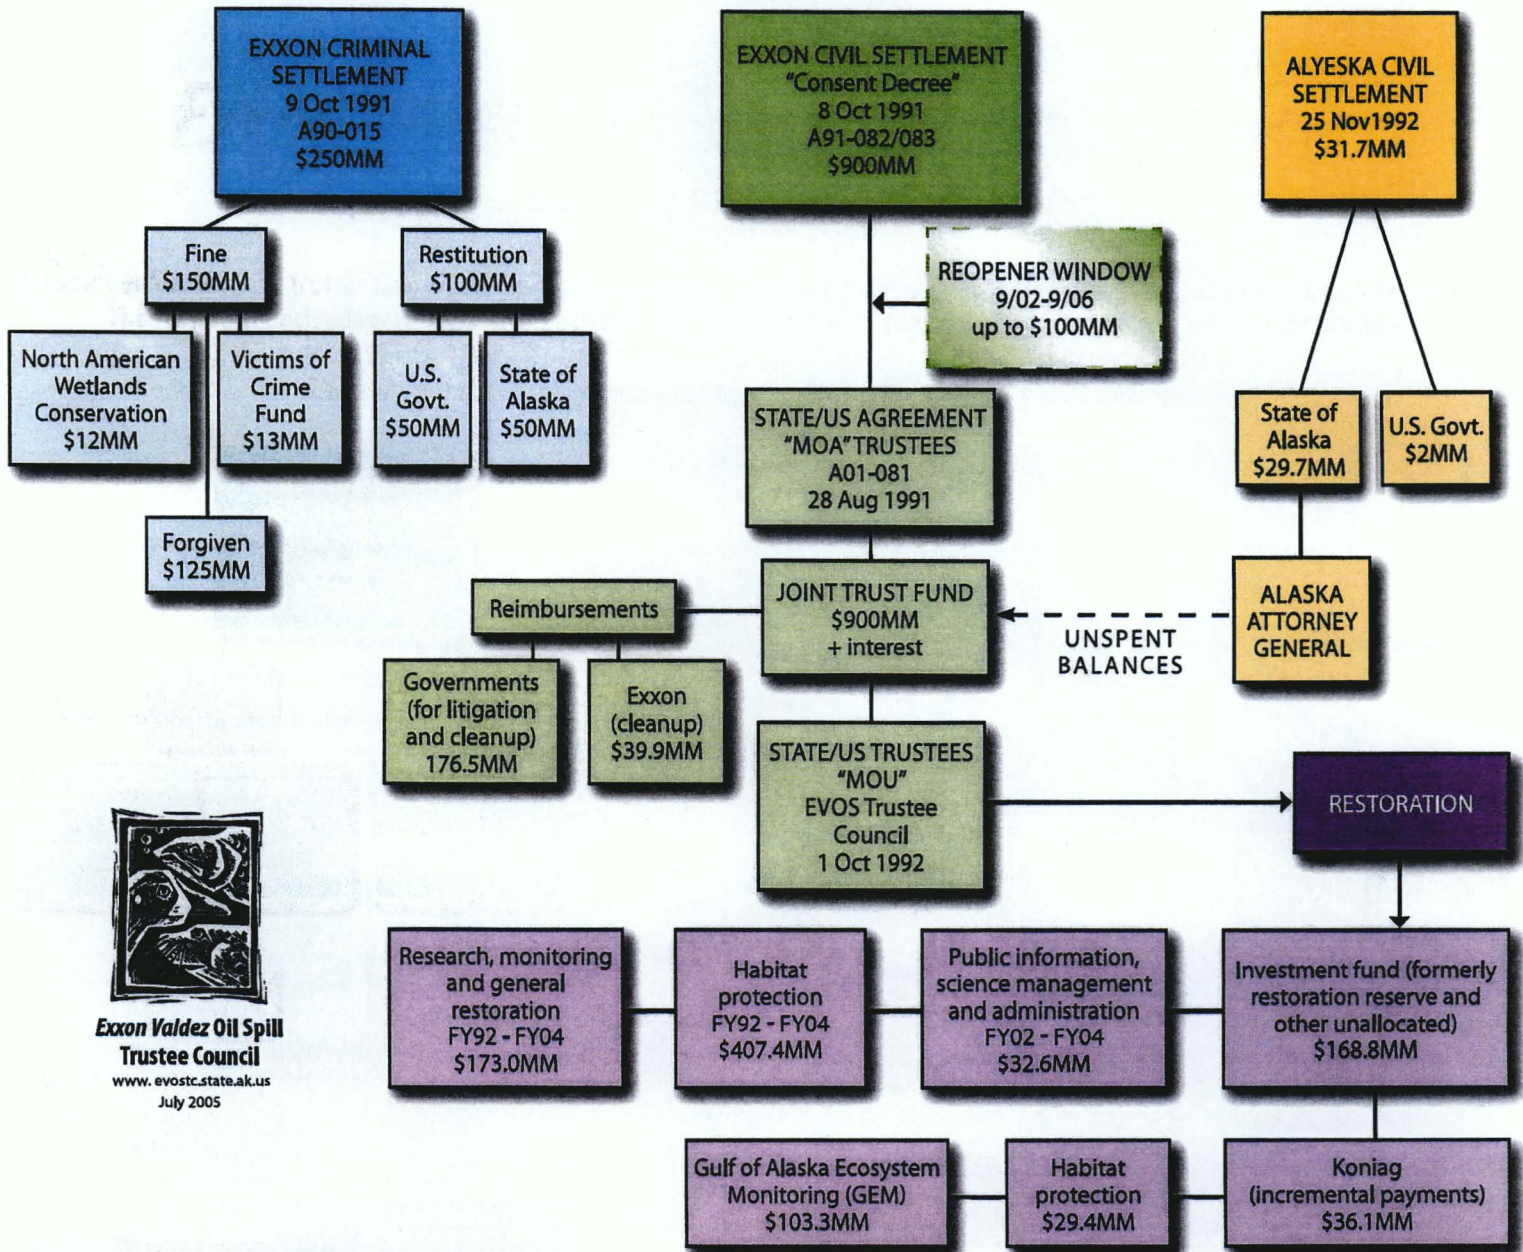 EXXON CRIMINAL
SETTLEMENT
9 Oct 1991
A90-015
$250MM
EXXON CIVIL SETTLEMENT
"Consent Decree"
8 Oct 1991
A91-082/083
$900MM
ALYESKA CIVIL
SETTLEMENT
25 Nov1992
$31.7MM
Fine
$150MM
Restitution
$100MM
REOPENER WINDOW
9/02-9/06
up to $100MM
North American
Wetlands
Conservation
$12MM
Victims of
Crime
Fund
$13MM
U.S.
Govt.
$50MM
State of
Alaska
$50MM
STATE/US AGREEMENT
"MOA" TRUSTEES
A01-081
28 Aug 1991
State of
Alaska
$29.7MM
U.S. Govt.
$2MM
Forgiven
$125MM
Reimbursements
JOINT TRUST FUND
$900MM
+ interest
UNSPENT
BALANCES
ALASKA
ATTORNEY
GENERAL
Governments
(for litigation
and cleanup)
176.5MM
Exxon
(cleanup)
$39.9MM
STATE/US TRUSTEES
"MOU"
EVOS Trustee
Council
1 Oct 1992
RESTORATION
Exxon Valdez Oil Spill
Trustee Council
www. evostc.state.ak.us
July 2005
Research, monitoring
and general
restoration
FY92 - FY04
$173.0MM
Habitat
protection
FY92 - FY04
$407.4MM
Public information,
science management
and administration
FY02 - FY04
$32.6MM
Investment fund (formerly
restoration reserve and
other unallocated)
$168.8MM
Gulf of Alaska Ecosystem
Monitoring (GEM)
$103.3MM
Habitat
protection
$29.4MM
Koniag
(incremental payments)
$36.1MM